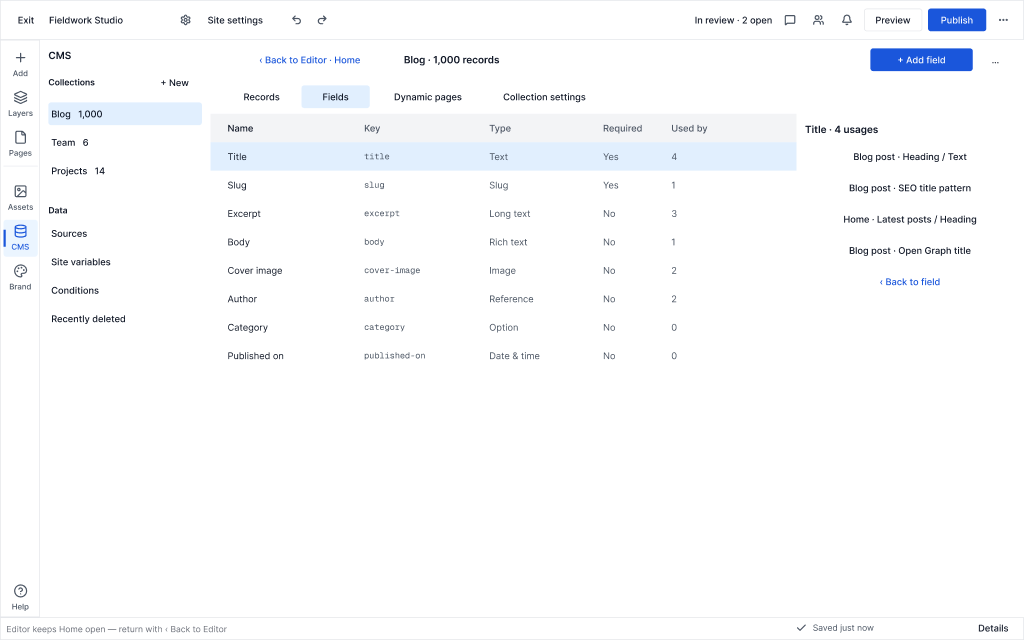 Exit Fieldwork Studio Site settings In review · 2 open Preview Publish ···
Add
Layers
Pages
Assets
CMS
Brand
Help
CMS
Collections + New
Blog 1,000
Team 6
Projects 14
Data
Sources
Site variables
Conditions
Recently deleted
‹ Back to Editor · Home Blog · 1,000 records + Add field ...
Records Fields Dynamic pages Collection settings
Name Key Type Required Used by
Title title Text Yes 4
Slug slug Slug Yes 1
Excerpt excerpt Long text No 3
Body body Rich text No 1
Cover image cover-image Image No 2
Author author Reference No 2
Category category Option No 0
Published on published-on Date & time No 0
Title · 4 usages
Blog post · Heading / Text
Blog post · SEO title pattern
Home · Latest posts / Heading
Blog post · Open Graph title
‹ Back to field
Editor keeps Home open — return with ‹ Back to Editor Saved just now Details